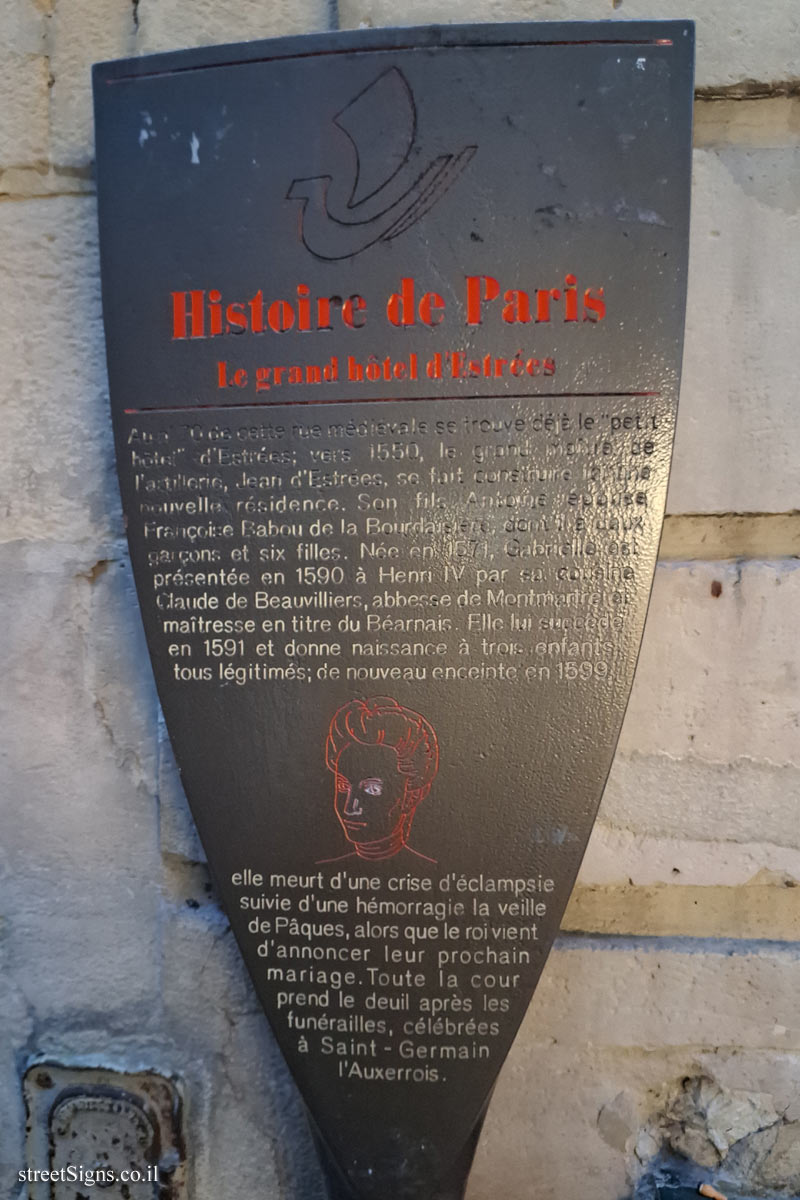 Histoire de Paris
Le grand hôtel d'Estrées
Au n° 70 de cette rue médiévale se trouve déjà le "petit
hôtel" d'Estrées; vers 1550, le grand maître de
l'artillerie, Jean d'Estrées, se fait construire ici une
nouvelle résidence. Son fils Antoine épouse
Françoise Babou de la Bourdaisière, dont il a deux
garçons et six filles. Née en 1571, Gabrielle est
présentée en 1590 à Henri IV par sa cousine
Claude de Beauvilliers, abbesse de Montmartre et
maîtresse en titre du Béarnais. Elle lui succède
en 1591 et donne naissance à trois enfants,
tous légitimés; de nouveau enceinte en 1599,
elle meurt d'une crise d'éclampsie
suivie d'une hémorragie la veille
de Pâques, alors que le roi vient
d'annoncer leur prochain
mariage. Toute la cour
prend le deuil après les
funérailles, célébrées
à Saint-Germain
l'Auxerrois.
streetSigns.co.il